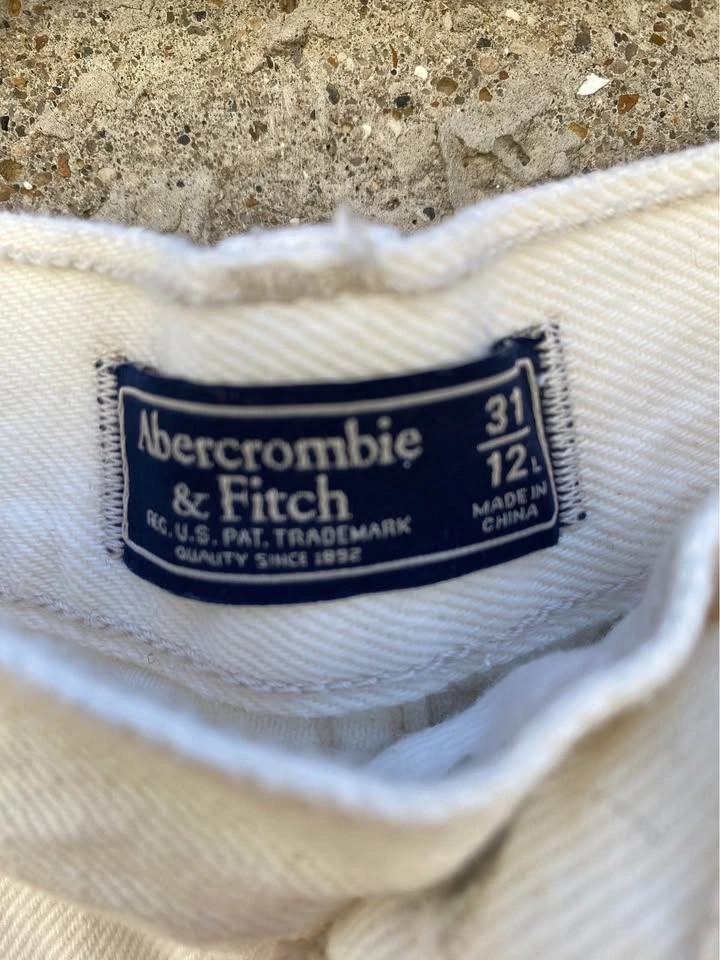 Abercrombie
& Fitch
REG. U.S. PAT. TRADEMARK
QUALITY SINCE 1892
31
12L
MADE IN
CHINA